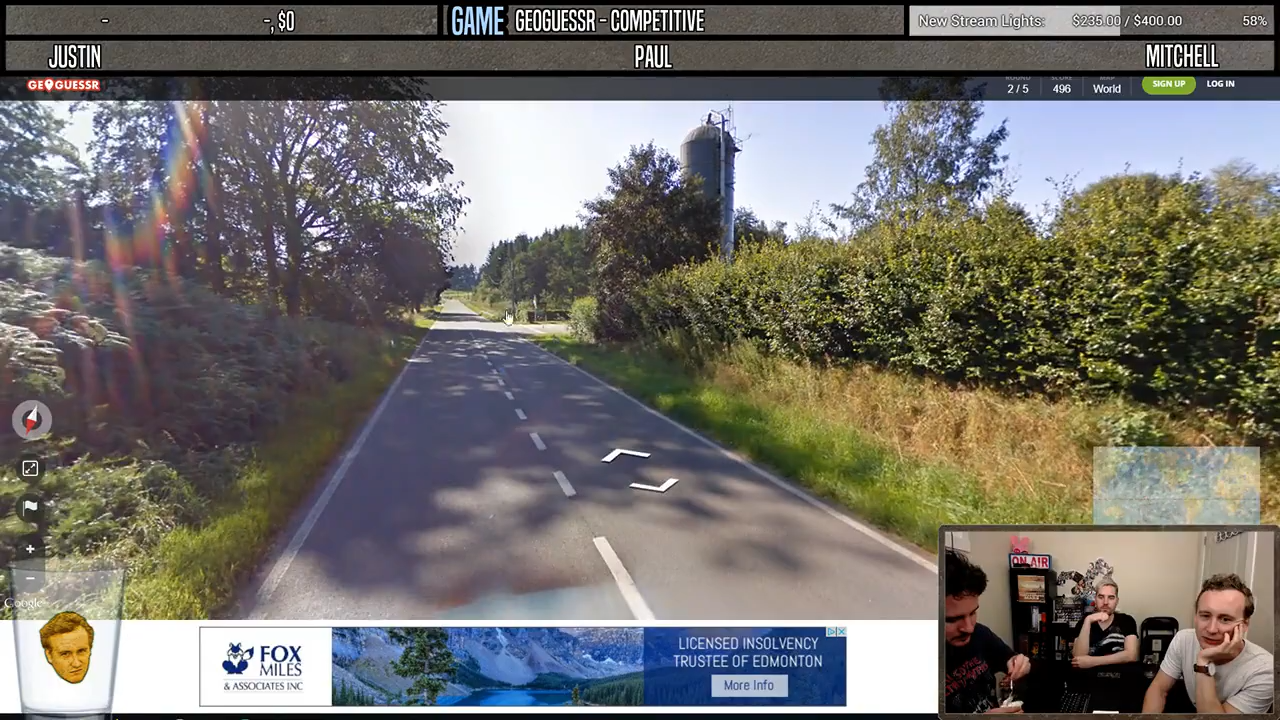 -
-, $0
GAME GEOGUESSR - COMPETITIVE
New Stream Lights: $235.00 / $400.00 58%
JUSTIN
PAUL
MITCHELL
GEOGUESSR
ROUND
2 / 5
SCORE
496
MAP
World
SIGN UP
LOG IN
ON AIR
Google
FOX
MILES
& ASSOCIATES INC
LICENSED INSOLVENCY
TRUSTEE OF EDMONTON
More Info